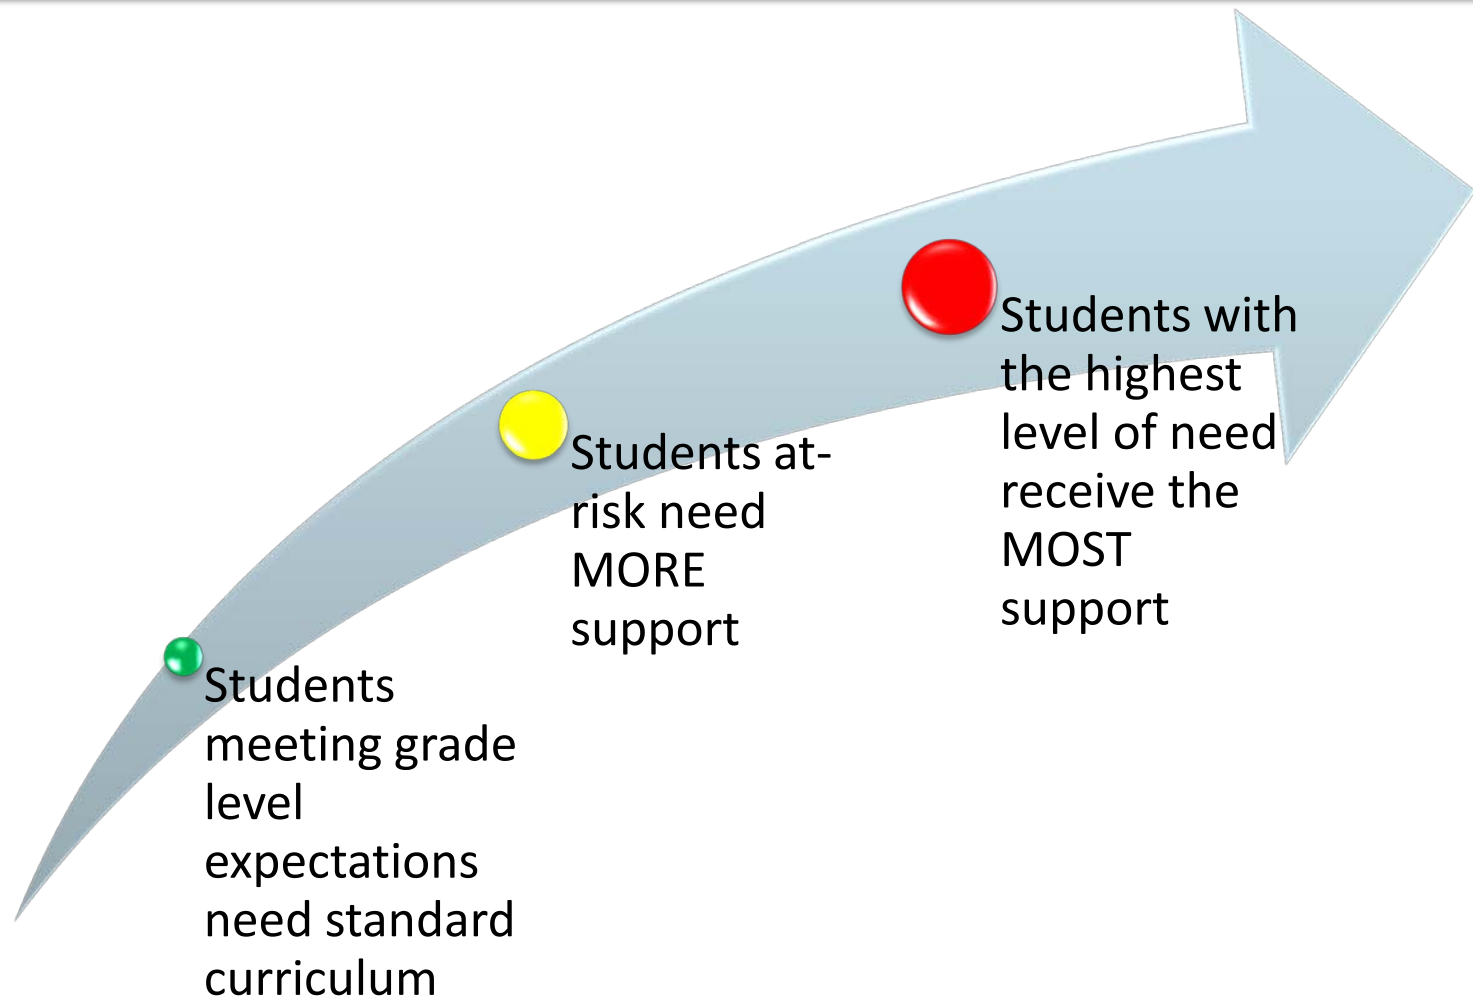 Students
meeting grade
level
expectations
need standard
curriculum
Students at-
risk need
MORE
support
Students with
the highest
level of need
receive the
MOST
support